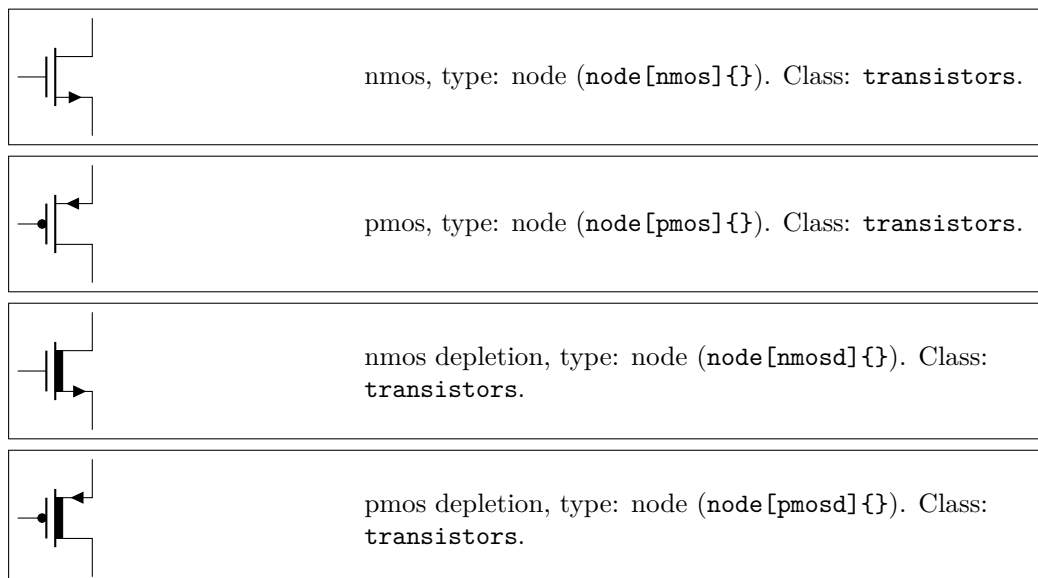 nmos, type: node (node[nmos]{}). Class: transistors.
pmos, type: node (node[pmos]{}). Class: transistors.
nmos depletion, type: node (node[nmosd]{}). Class:
transistors.
pmos depletion, type: node (node[pmosd]{}). Class:
transistors.